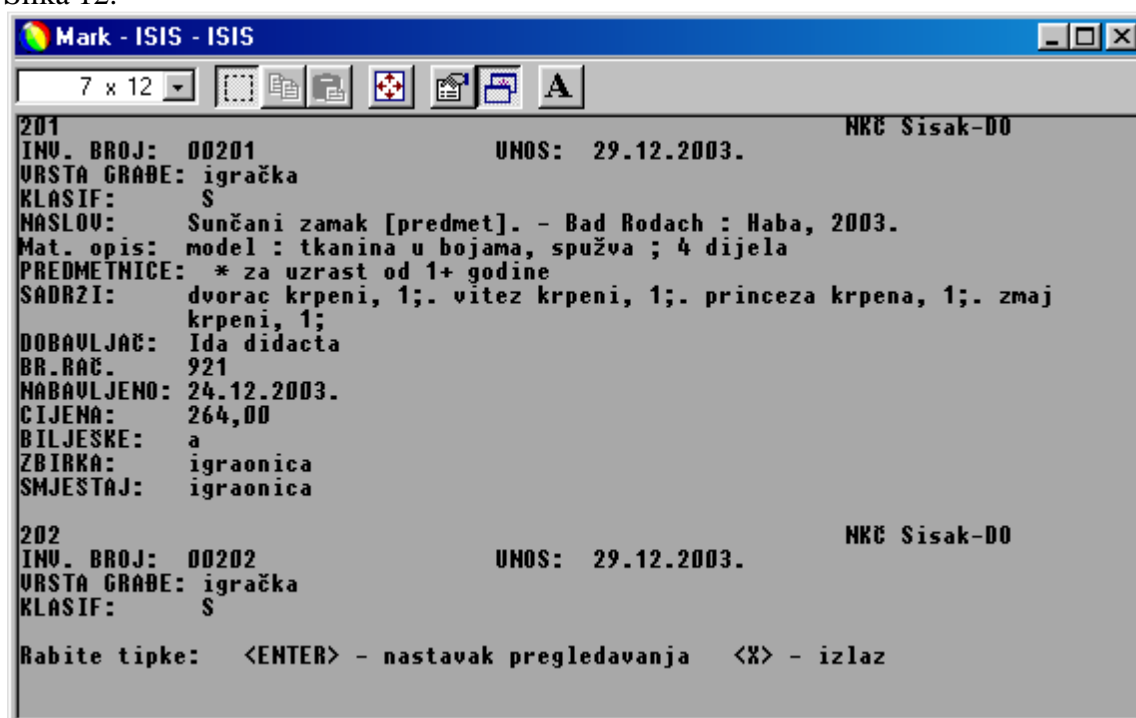 Slika 12.
Mark - ISIS - ISIS
7 x 12
A
201 NKČ Sisak-DO
INV. BROJ: 00201 UNOS: 29.12.2003.
VRSTA GRAĐE: igračka
KLASIF: S
NASLOV: Sunčani zamak [predmet]. - Bad Rodach : Haba, 2003.
Mat. opis: model : tkanina u bojama, spužva ; 4 dijela
PREDMETNICE: * za uzrast od 1+ godine
SADRŽI: dvorac krpeni, 1;. vitez krpeni, 1;. princeza krpena, 1;. zmaj
krpeni, 1;
DOBAVLJAČ: Ida didacta
BR.RAČ. 921
NABAVLJENO: 24.12.2003.
CIJENA: 264,00
BILJEŠKE: a
ZBIRKA: igraonica
SMJEŠTAJ: igraonica
202 NKČ Sisak-DO
INV. BROJ: 00202 UNOS: 29.12.2003.
VRSTA GRAĐE: igračka
KLASIF: S
Rabite tipke: <ENTER> - nastavak pregledavanja <X> - izlaz